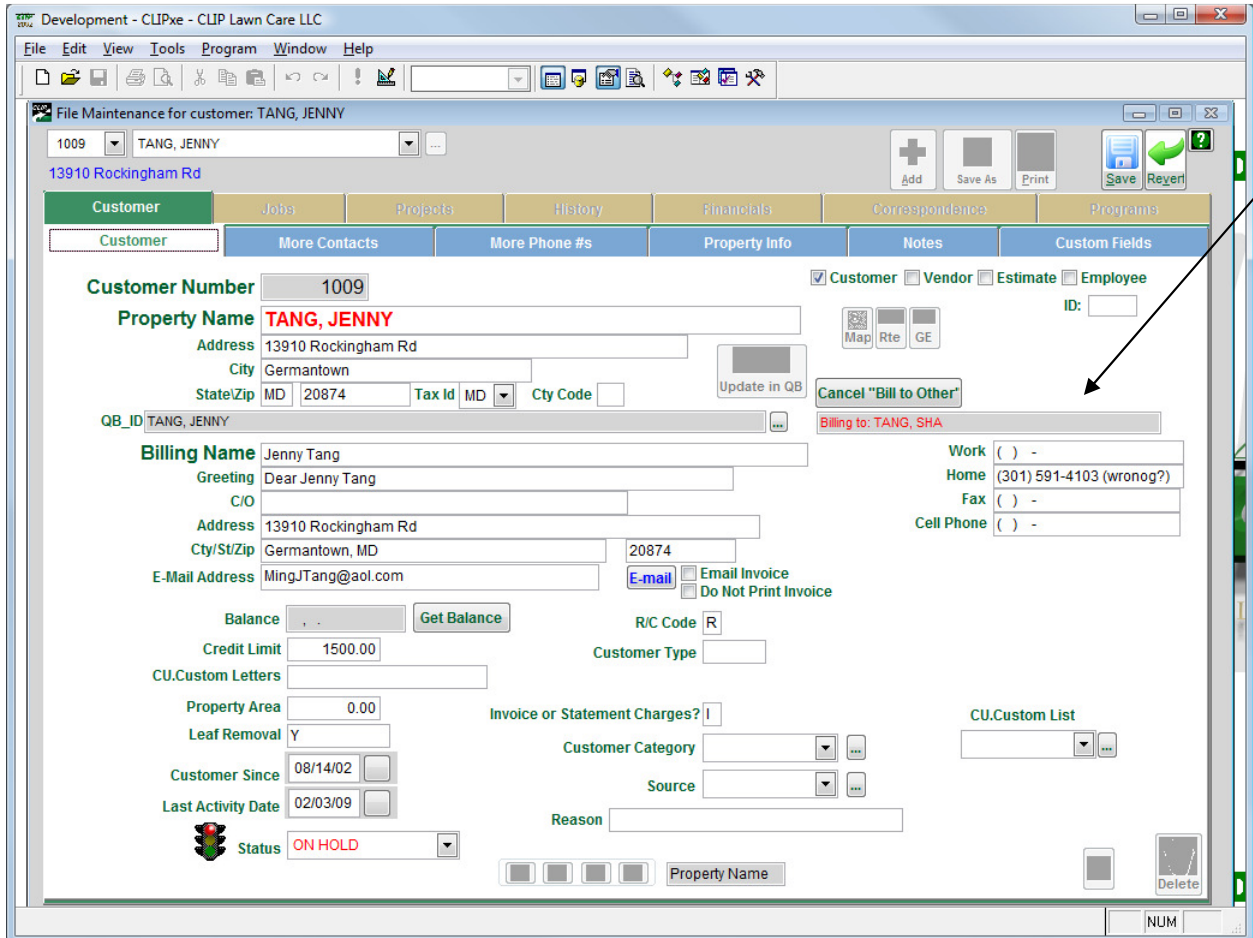 Development - CLIPxe - CLIP Lawn Care LLC
File Edit View Tools Program Window Help
File Maintenance for customer: TANG, JENNY
1009 TANG, JENNY ...
13910 Rockingham Rd
Add Save As Print Save Revert ?
Customer Jobs Projects History Financials Correspondence Programs
Customer More Contacts More Phone #s Property Info Notes Custom Fields
Customer Number 1009
Customer Vendor Estimate Employee
Property Name TANG, JENNY
ID:
Address 13910 Rockingham Rd
Map Rte GE
City Germantown
Update in QB
State\Zip MD 20874 Tax Id MD Cty Code
Cancel "Bill to Other"
QB_ID TANG, JENNY ...
Billing to: TANG, SHA
Billing Name Jenny Tang
Work ( ) -
Greeting Dear Jenny Tang
Home (301) 591-4103 (wronog?)
C/O
Fax ( ) -
Address 13910 Rockingham Rd
Cell Phone ( ) -
Cty/St/Zip Germantown, MD 20874
E-Mail Address MingJTang@aol.com E-mail
Email Invoice
Do Not Print Invoice
Balance , . Get Balance
R/C Code R
Credit Limit 1500.00
Customer Type
CU.Custom Letters
Property Area 0.00
Invoice or Statement Charges? I
CU.Custom List
Leaf Removal Y
Customer Category ...
...
Customer Since 08/14/02
Source ...
Last Activity Date 02/03/09
Reason
Status ON HOLD
Property Name
Delete
NUM